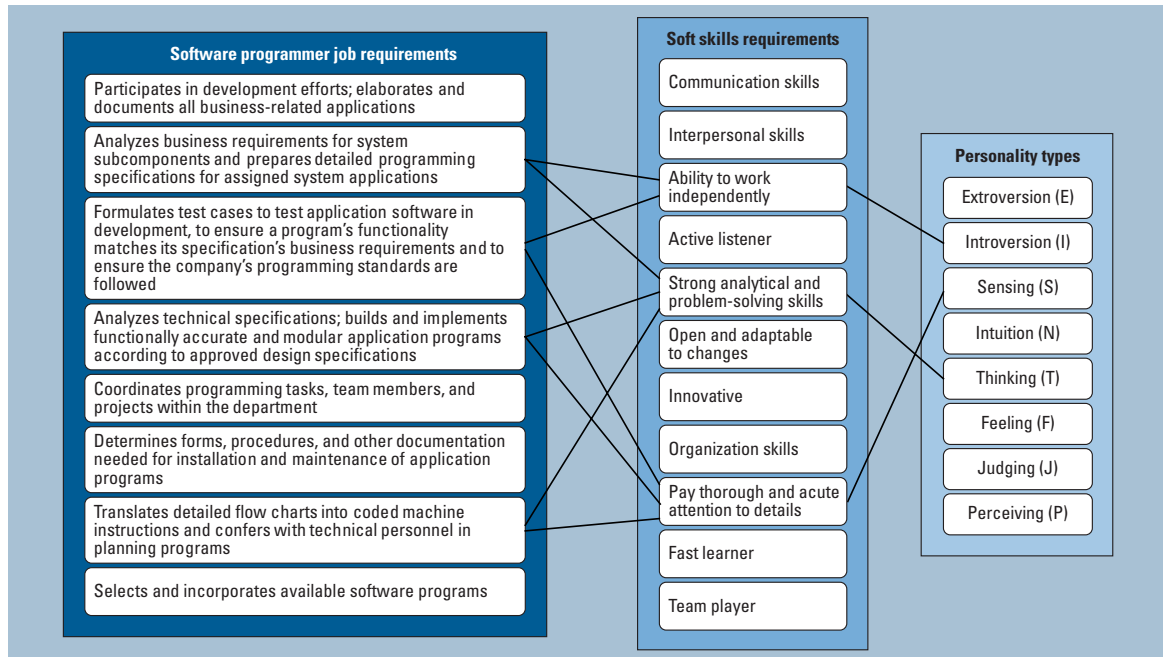 Software programmer job requirements
Participates in development efforts; elaborates and
documents all business-related applications
Analyzes business requirements for system
subcomponents and prepares detailed programming
specifications for assigned system applications
Formulates test cases to test application software in
development, to ensure a program's functionality
matches its specification's business requirements and to
ensure the company's programming standards are
followed
Analyzes technical specifications; builds and implements
functionally accurate and modular application programs
according to approved design specifications
Coordinates programming tasks, team members, and
projects within the department
Determines forms, procedures, and other documentation
needed for installation and maintenance of application
programs
Translates detailed flow charts into coded machine
instructions and confers with technical personnel in
planning programs
Selects and incorporates available software programs
Soft skills requirements
Communication skills
Interpersonal skills
Ability to work
independently
Active listener
Strong analytical and
problem-solving skills
Open and adaptable
to changes
Innovative
Organization skills
Pay thorough and acute
attention to details
Fast learner
Team player
Personality types
Extroversion (E)
Introversion (I)
Sensing (S)
Intuition (N)
Thinking (T)
Feeling (F)
Judging (J)
Perceiving (P)